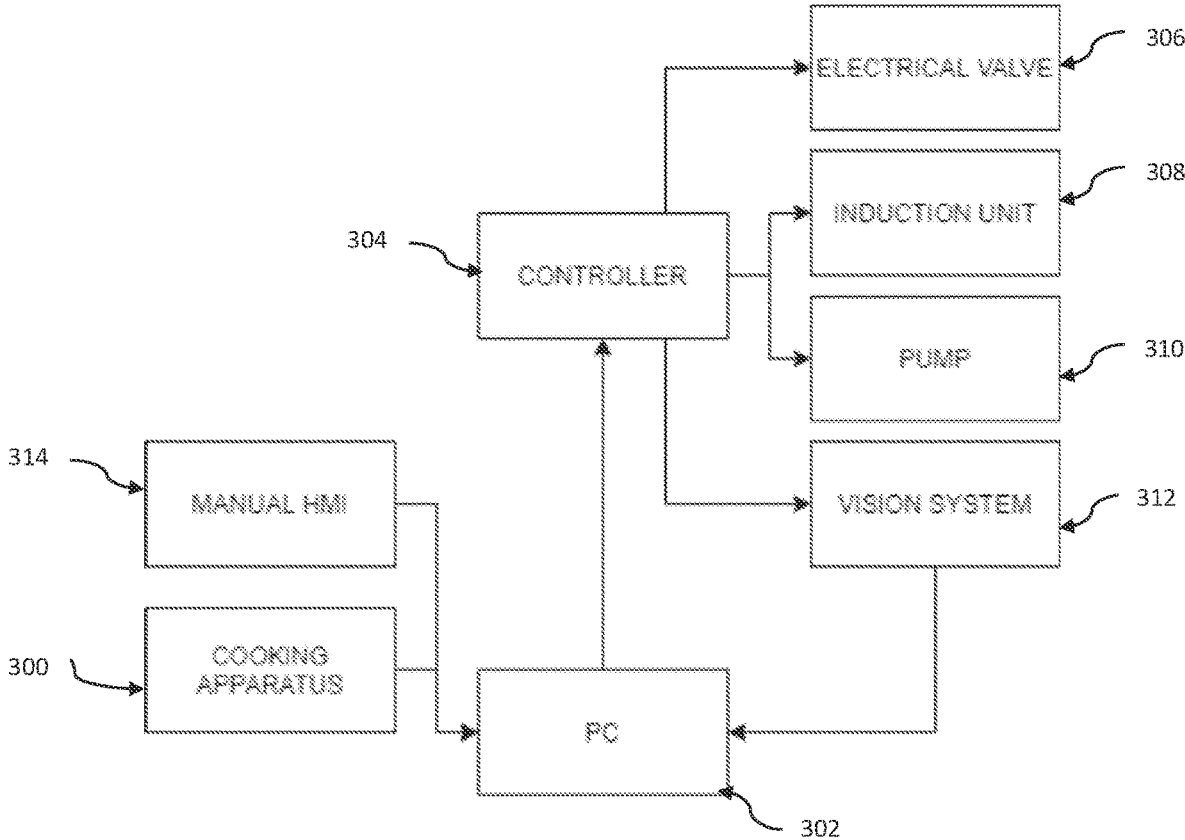 ELECTRICAL VALVE
306
INDUCTION UNIT
308
304
CONTROLLER
PUMP
310
314
MANUAL HMI
VISION SYSTEM
312
300
COOKING
APPARATUS
PC
302